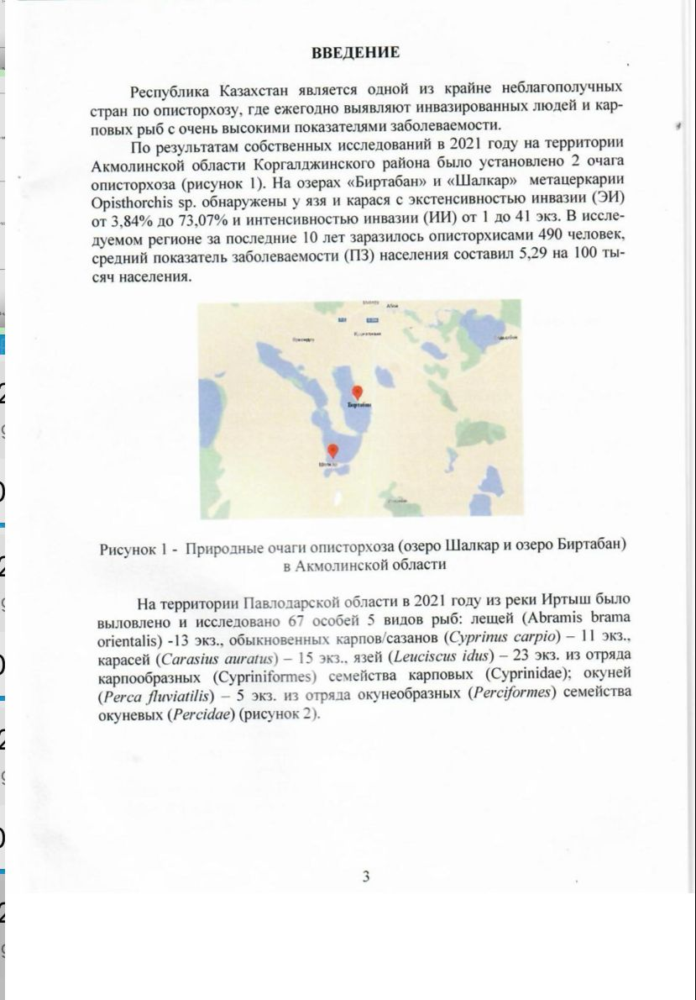 ВВЕДЕНИЕ
Республика Казахстан является одной из крайне неблагополучных
стран по описторхозу, где ежегодно выявляют инвазированных людей и кар-
повых рыб с очень высокими показателями заболеваемости.
По результатам собственных исследований в 2021 году на территории
Акмолинской области Коргалджинского района было установлено 2 очага
описторхоза (рисунок 1). На озерах «Биртабан» и «Шалкар» метацеркарии
Opisthorchis sp. обнаружены у язя и карася с экстенсивностью инвазии (ЭИ)
от 3,84% до 73,07% и интенсивностью инвазии (ИИ) от 1 до 41 экз. В иссле-
дуемом регионе за последние 10 лет заразилось описторхисами 490 человек,
средний показатель заболеваемости (ПЗ) населения составил 5,29 на 100 ты-
сяч населения.
Абай
Биртабан
Шалкар
Рисунок 1 - Природные очаги описторхоза (озеро Шалкар и озеро Биртабан)
в Акмолинской области
На территории Павлодарской области в 2021 году из реки Иртыш было
выловлено и исследовано 67 особей 5 видов рыб: лещей (Abramis brama
orientalis) -13 экз., обыкновенных карпов/сазанов (Cyprinus carpio) – 11 экз.,
карасей (Carasius auratus) – 15 экз., язей (Leuciscus idus) – 23 экз. из отряда
карпообразных (Cypriniformes) семейства карповых (Cyprinidae); окуней
(Perca fluviatilis) – 5 экз. из отряда окунеобразных (Perciformes) семейства
окуневых (Percidae) (рисунок 2).
3